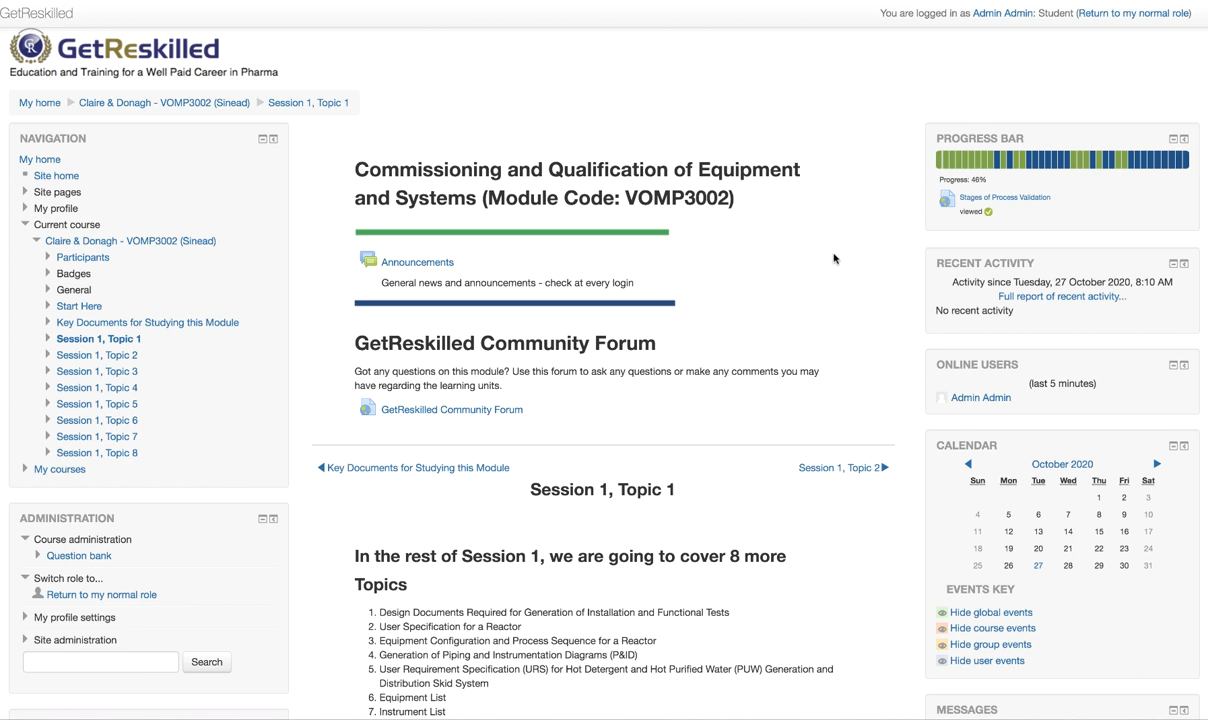 GetReskilled
You are logged in as Admin Admin: Student (Return to my normal role)
GetReskilled
Education and Training for a Well Paid Career in Pharma
My home Claire & Donagh - VOMP3002 (Sinead) Session 1, Topic 1
NAVIGATION
My home
Site home
Site pages
My profile
Current course
Claire & Donagh - VOMP3002 (Sinead)
Participants
Badges
General
Start Here
Key Documents for Studying this Module
Session 1, Topic 1
Session 1, Topic 2
Session 1, Topic 3
Session 1, Topic 4
Session 1, Topic 5
Session 1, Topic 6
Session 1, Topic 7
Session 1, Topic 8
My courses
ADMINISTRATION
Course administration
Question bank
Switch role to...
Return to my normal role
My profile settings
Site administration
Search
Commissioning and Qualification of Equipment
and Systems (Module Code: VOMP3002)
Announcements
General news and announcements - check at every login
GetReskilled Community Forum
Got any questions on this module? Use this forum to ask any questions or make any comments you may
have regarding the learning units.
GetReskilled Community Forum
Key Documents for Studying this Module
Session 1, Topic 2
Session 1, Topic 1
In the rest of Session 1, we are going to cover 8 more
Topics
1. Design Documents Required for Generation of Installation and Functional Tests
2. User Specification for a Reactor
3. Equipment Configuration and Process Sequence for a Reactor
4. Generation of Piping and Instrumentation Diagrams (P&ID)
5. User Requirement Specification (URS) for Hot Detergent and Hot Purified Water (PUW) Generation and
Distribution Skid System
6. Equipment List
7. Instrument List
PROGRESS BAR
Progress: 46%
Stages of Process Validation
viewed
RECENT ACTIVITY
Activity since Tuesday, 27 October 2020, 8:10 AM
Full report of recent activity...
No recent activity
ONLINE USERS
(last 5 minutes)
Admin Admin
CALENDAR
October 2020
Sun Mon Tue Wed Thu Fri Sat
1 2 3
4 5 6 7 8 9 10
11 12 13 14 15 16 17
18 19 20 21 22 23 24
25 26 27 28 29 30 31
EVENTS KEY
Hide global events
Hide course events
Hide group events
Hide user events
MESSAGES